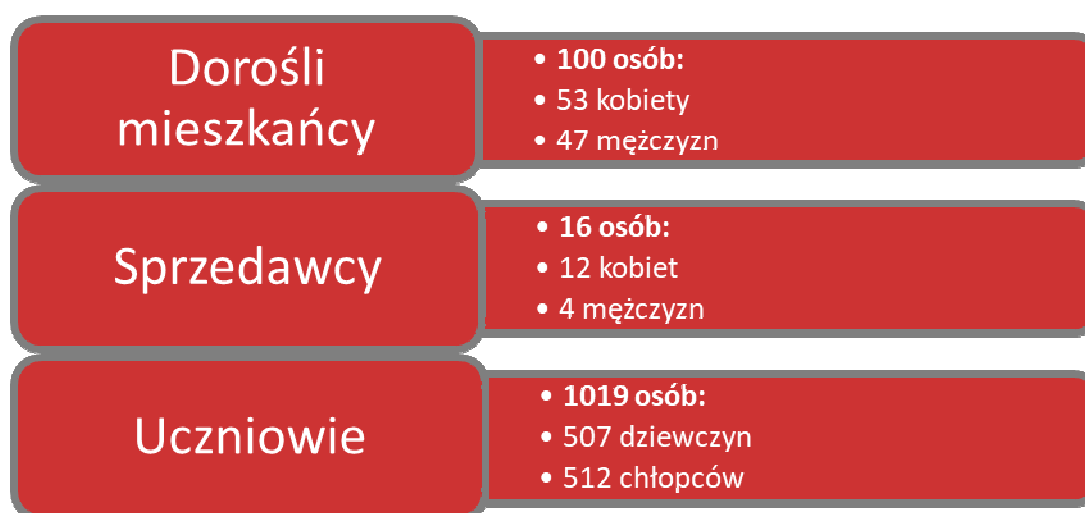 Dorośli
mieszkańcy
• 100 osób:
• 53 kobiety
• 47 mężczyzn
Sprzedawcy
• 16 osób:
• 12 kobiet
• 4 mężczyzn
Uczniowie
• 1019 osób:
• 507 dziewczyn
• 512 chłopców